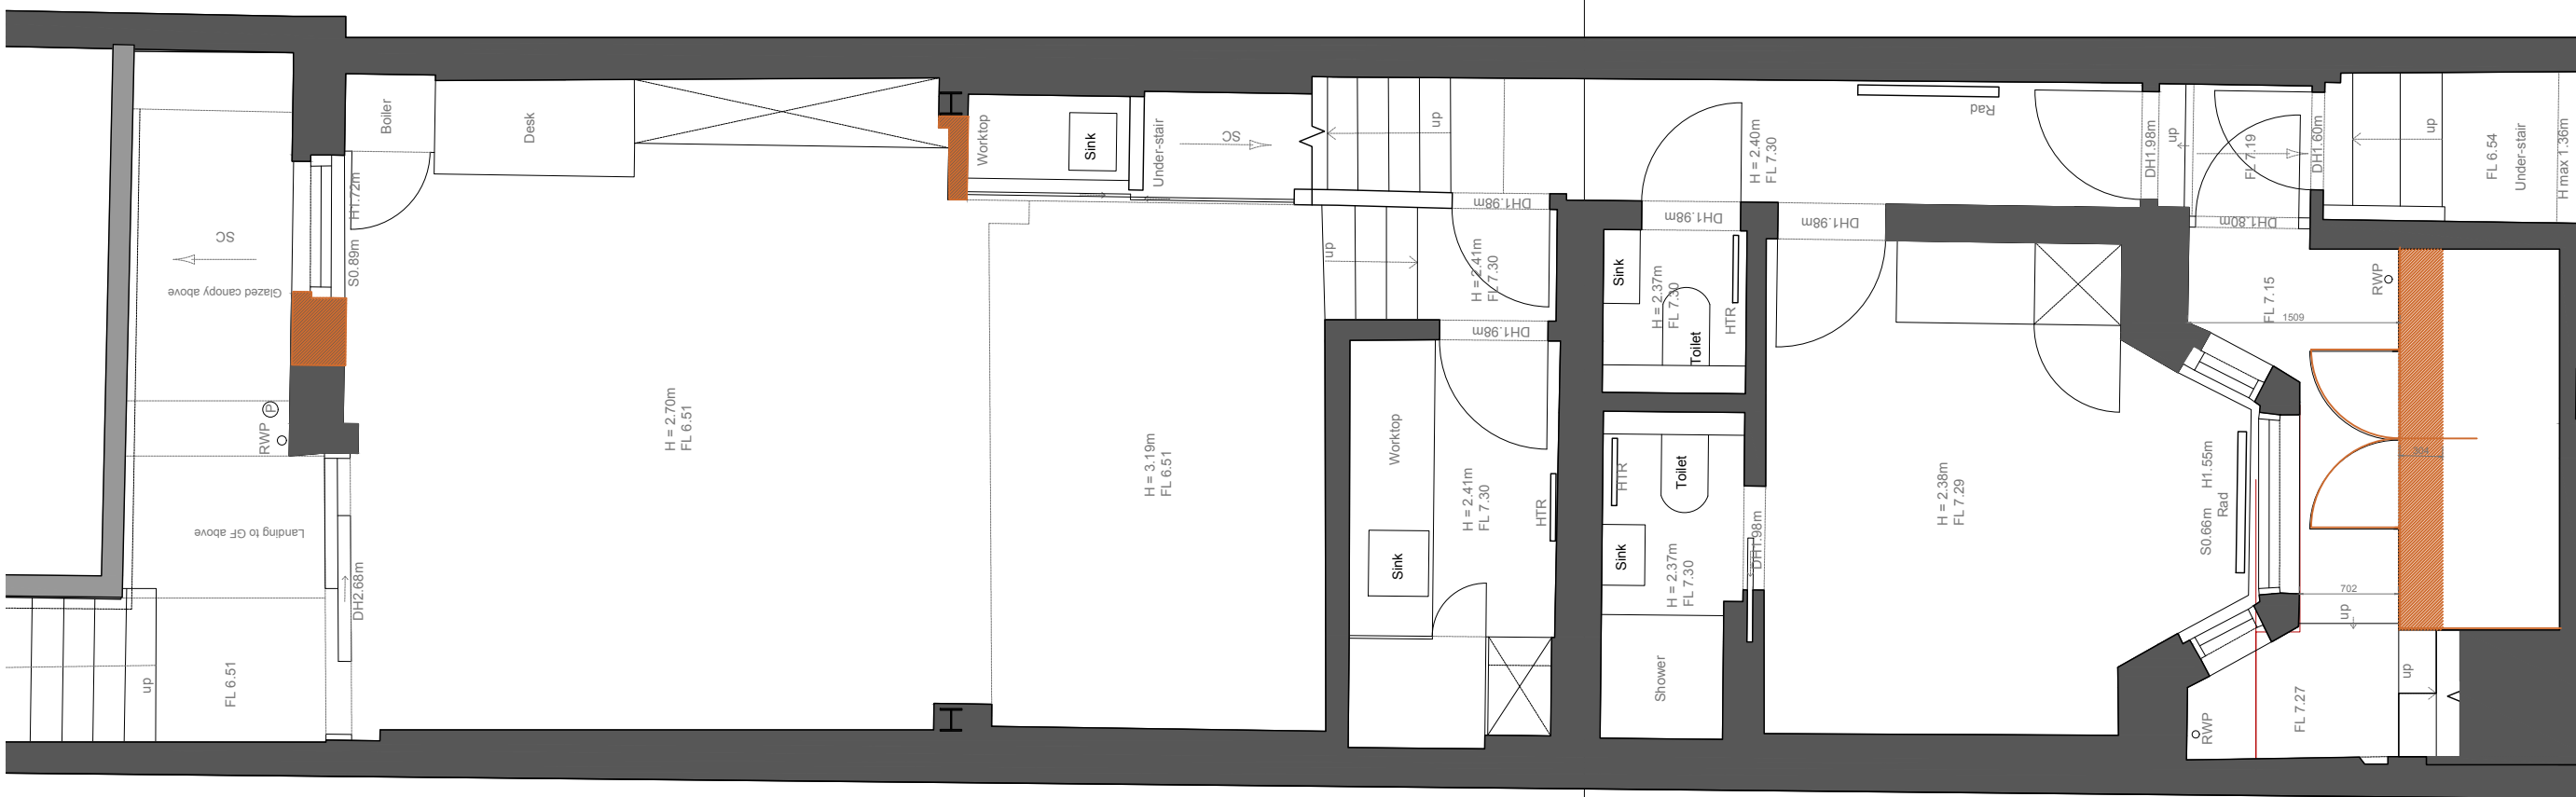 SC
Glazed canopy above
P
RWP
Landing to GF above
up
FL 6.51
Boiler
H1.72m
S0.89m
DH2.68m
Desk
H = 2.70m
FL 6.51
Worktop
Sink
Under-stair
SC
H = 3.19m
FL 6.51
up
up
DH1.98m
H = 2.41m
FL 7.30
DH1.98m
Worktop
Sink
H = 2.41m
FL 7.30
HTR
Sink
H = 2.37m
FL 7.30
Toilet
HTR
DH1.98m
HTR
Toilet
Sink
H = 2.37m
FL 7.30
Shower
DH1.98m
H = 2.40m
FL 7.30
DH1.98m
Rad
H = 2.38m
FL 7.29
DH1.98m
up
FL 7.19
DH1.60m
DH1.80m
up
FL 6.54
Under-stair
H max 1.36m
FL 7.15
RWP
1509
304
S0.66m H1.55m
Rad
702
up
up
FL 7.27
RWP